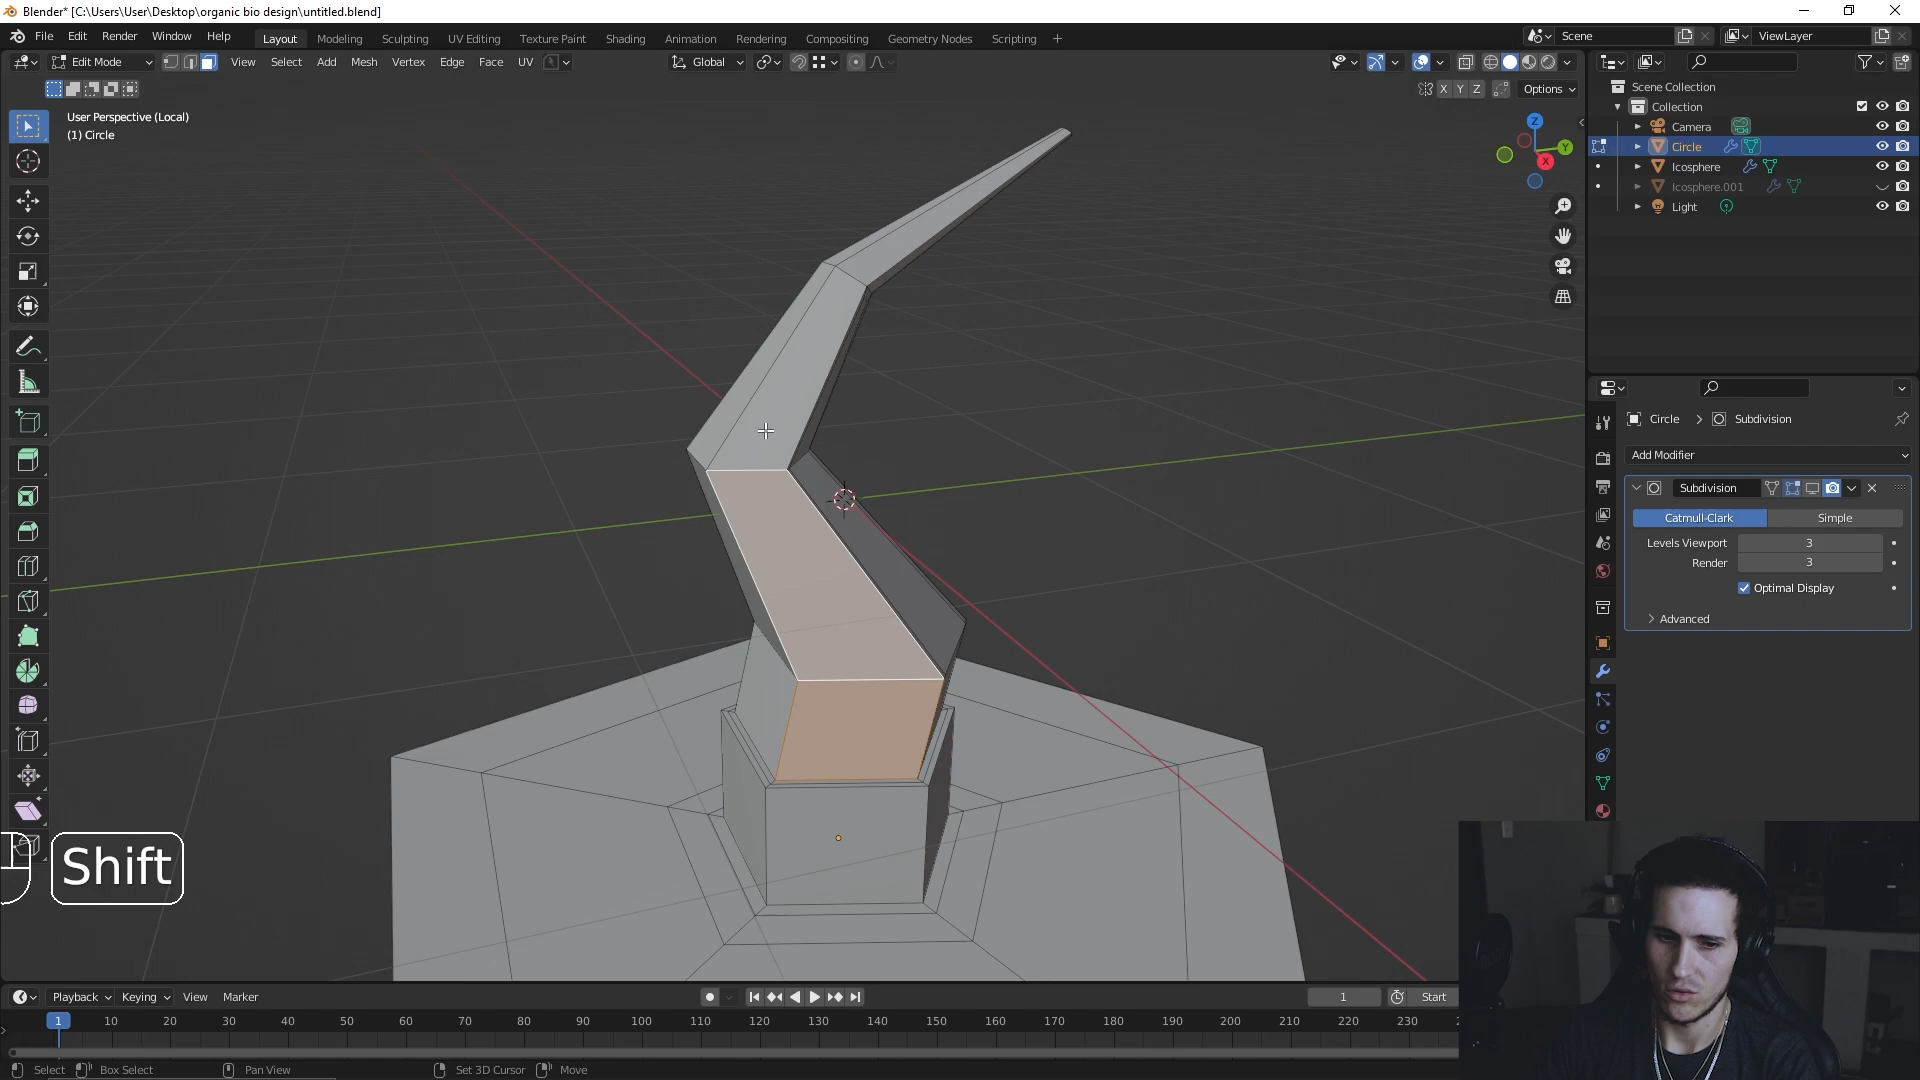 Blender* [C:\Users\User\Desktop\organic bio design\untitled.blend]
File Edit Render Window Help Layout Modeling Sculpting UV Editing Texture Paint Shading Animation Rendering Compositing Geometry Nodes Scripting + Scene ViewLayer
Edit Mode View Select Add Mesh Vertex Edge Face UV Global
X Y Z Options
User Perspective (Local)
(1) Circle
Z
Y
X
Scene Collection
Collection
Camera
Circle
Icosphere
Icosphere.001
Light
Circle > Subdivision
Add Modifier
Subdivision
Catmull-Clark Simple
Levels Viewport 3
Render 3
Optimal Display
Advanced
Shift
Playback Keying View Marker 1 Start
1 10 20 30 40 50 60 70 80 90 100 110 120 130 140 150 160 170 180 190 200 210 220 230
Select Box Select Pan View Set 3D Cursor Move